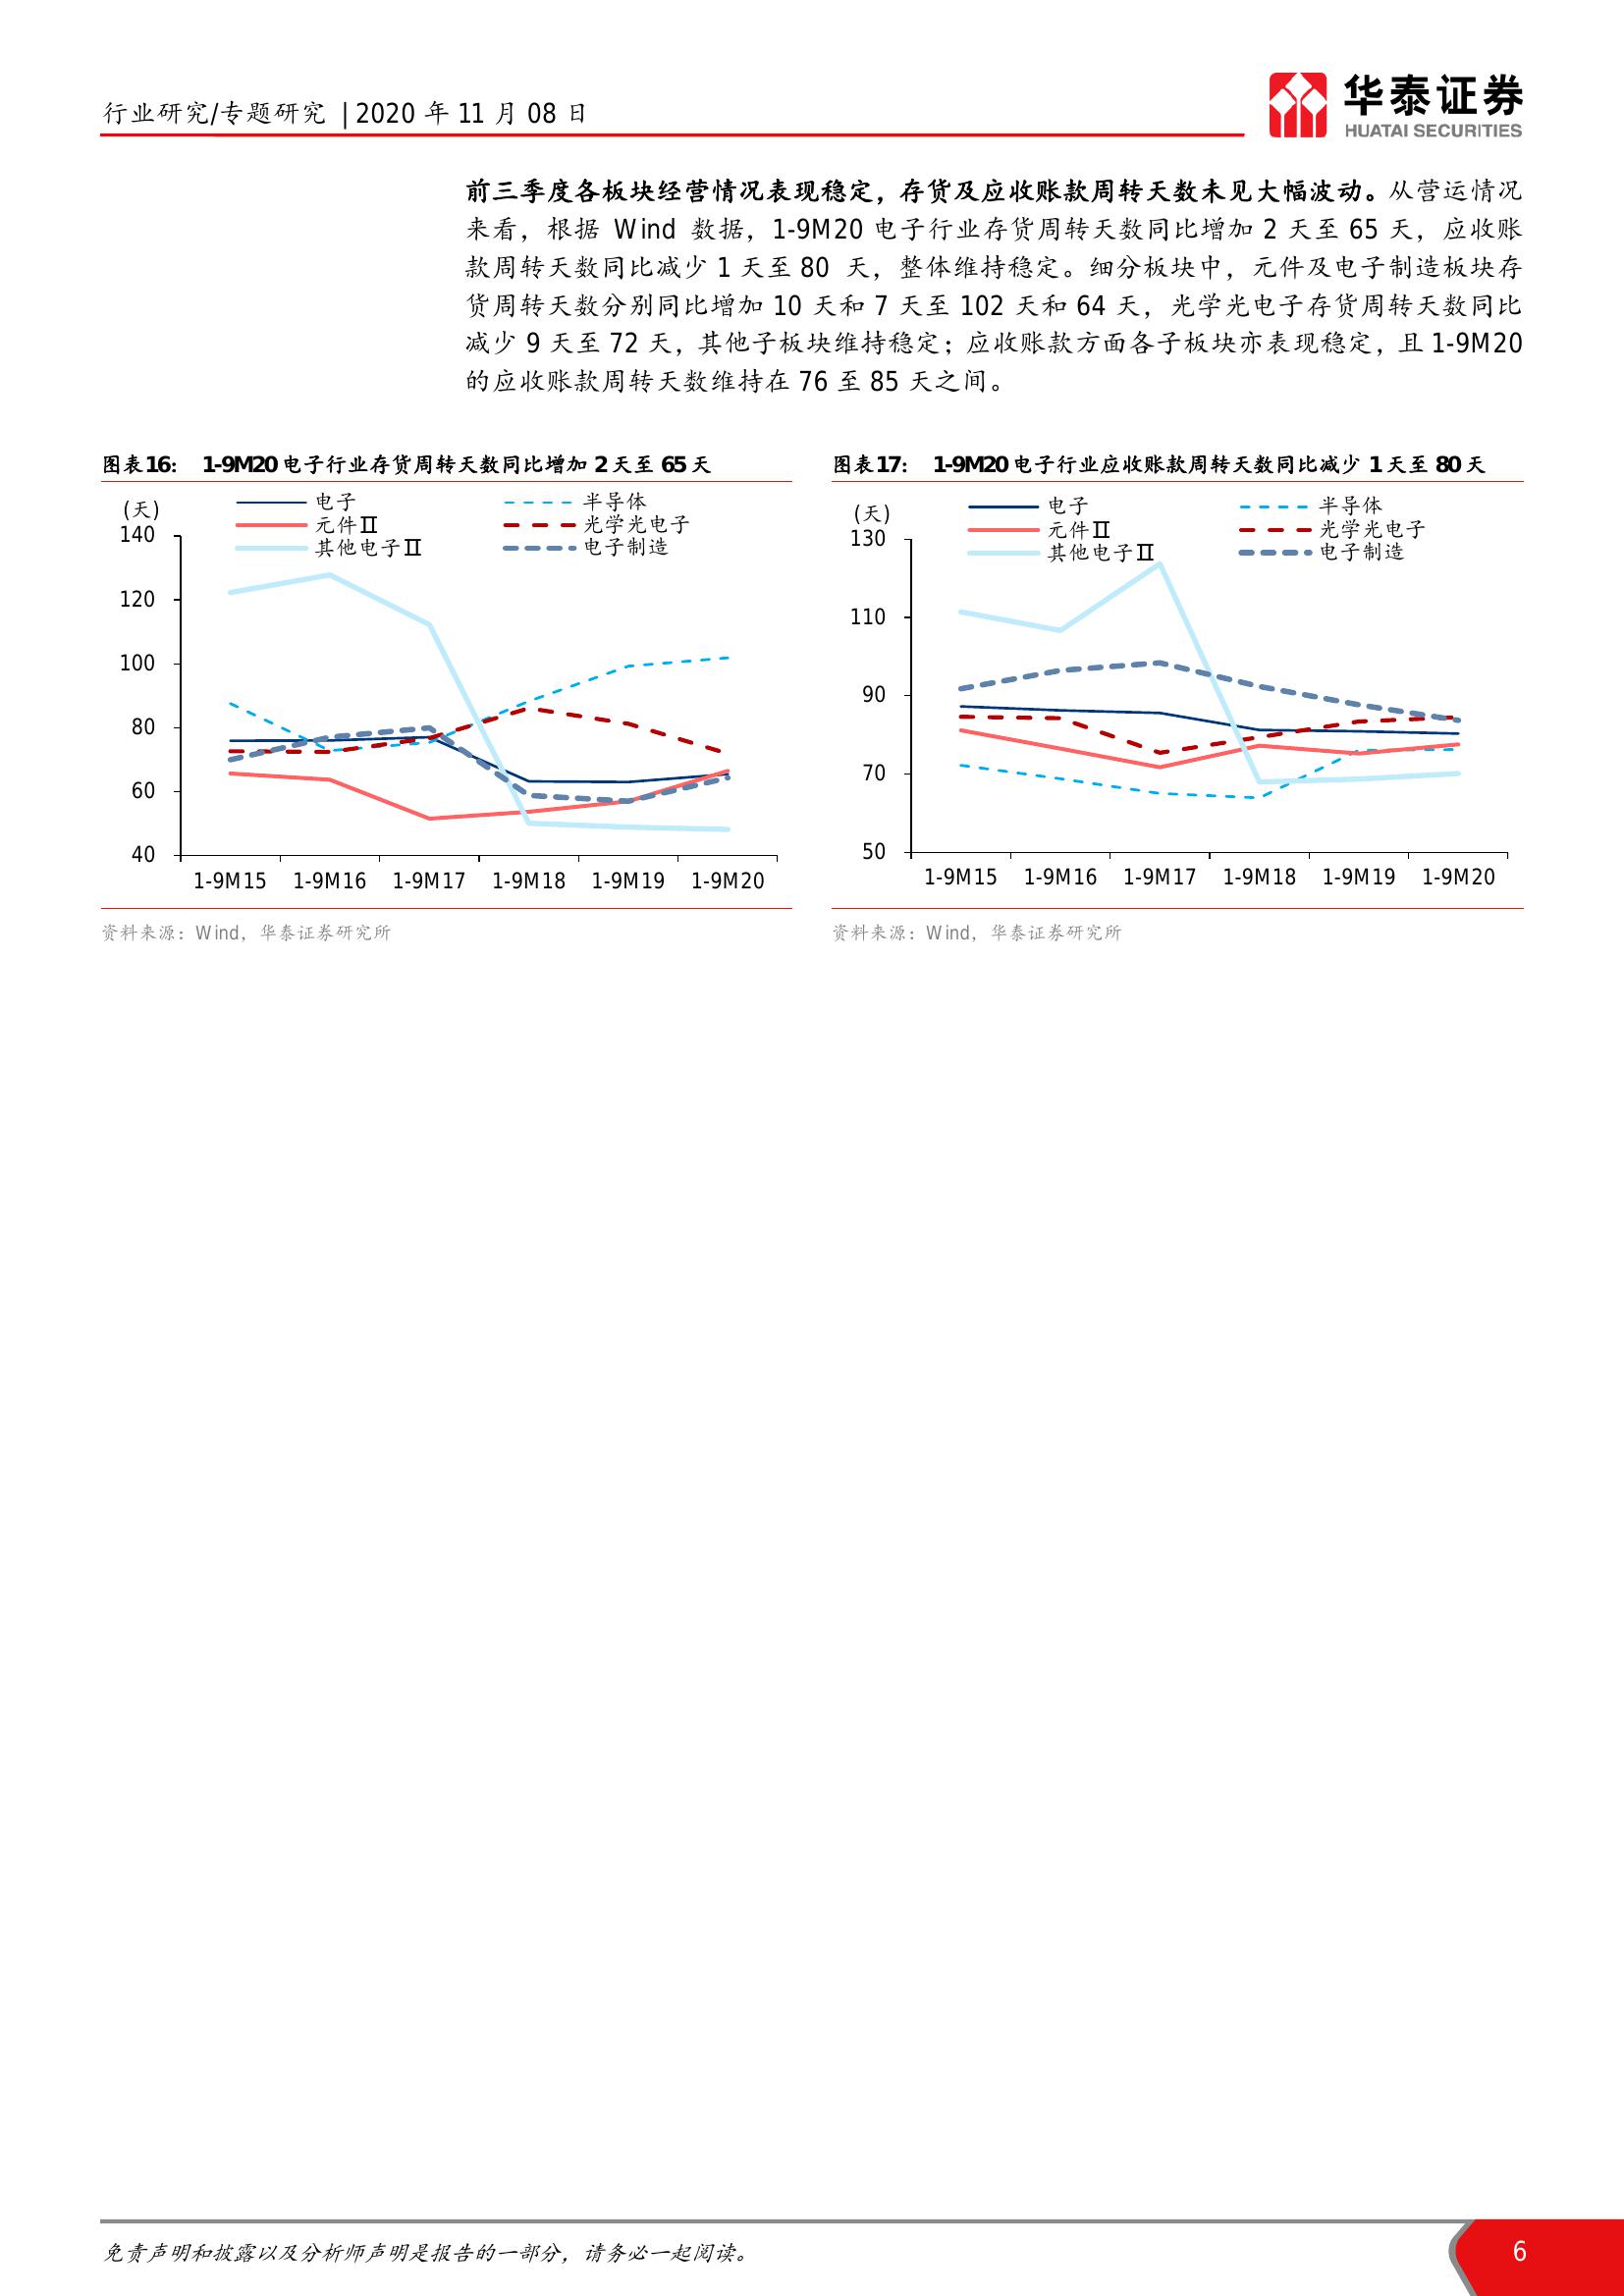 行业研究/专题研究 | 2020 年 11 月 08 日
华泰证券
HUATAI SECURITIES
前三季度各板块经营情况表现稳定，存货及应收账款周转天数未见大幅波动。从营运情况
来看，根据 Wind 数据，1-9M20 电子行业存货周转天数同比增加 2 天至 65 天，应收账
款周转天数同比减少 1 天至 80 天，整体维持稳定。细分板块中，元件及电子制造板块存
货周转天数分别同比增加 10 天和 7 天至 102 天和 64 天，光学光电子存货周转天数同比
减少 9 天至 72 天，其他子板块维持稳定；应收账款方面各子板块亦表现稳定，且 1-9M20
的应收账款周转天数维持在 76 至 85 天之间。
图表16： 1-9M20 电子行业存货周转天数同比增加 2 天至 65 天
(天)
电子
半导体
元件Ⅱ
光学光电子
其他电子Ⅱ
电子制造
140
120
100
80
60
40
1-9M15 1-9M16 1-9M17 1-9M18 1-9M19 1-9M20
资料来源：Wind，华泰证券研究所
图表17： 1-9M20 电子行业应收账款周转天数同比减少 1 天至 80 天
(天)
电子
半导体
元件Ⅱ
光学光电子
其他电子Ⅱ
电子制造
130
110
90
70
50
1-9M15 1-9M16 1-9M17 1-9M18 1-9M19 1-9M20
资料来源：Wind，华泰证券研究所
免责声明和披露以及分析师声明是报告的一部分，请务必一起阅读。
6